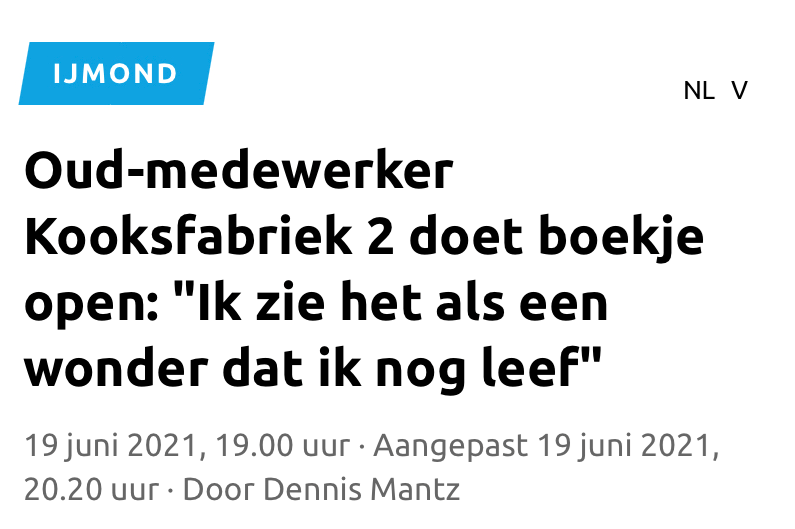 IJMOND
NL V
Oud-medewerker
Kooksfabriek 2 doet boekje
open: "Ik zie het als een
wonder dat ik nog leef"
19 juni 2021, 19.00 uur · Aangepast 19 juni 2021,
20.20 uur · Door Dennis Mantz